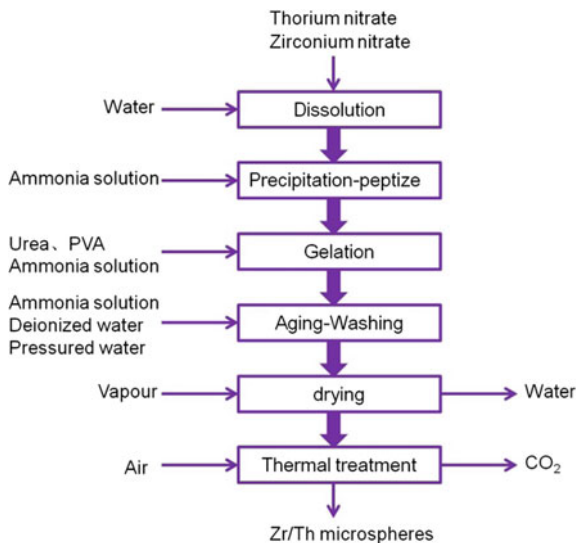 Thorium nitrate
Zirconium nitrate
Water
Dissolution
Ammonia solution
Precipitation-peptize
Urea、PVA
Ammonia solution
Gelation
Ammonia solution
Deionized water
Pressured water
Aging-Washing
Vapour
drying
Water
Air
Thermal treatment
CO₂
Zr/Th microspheres